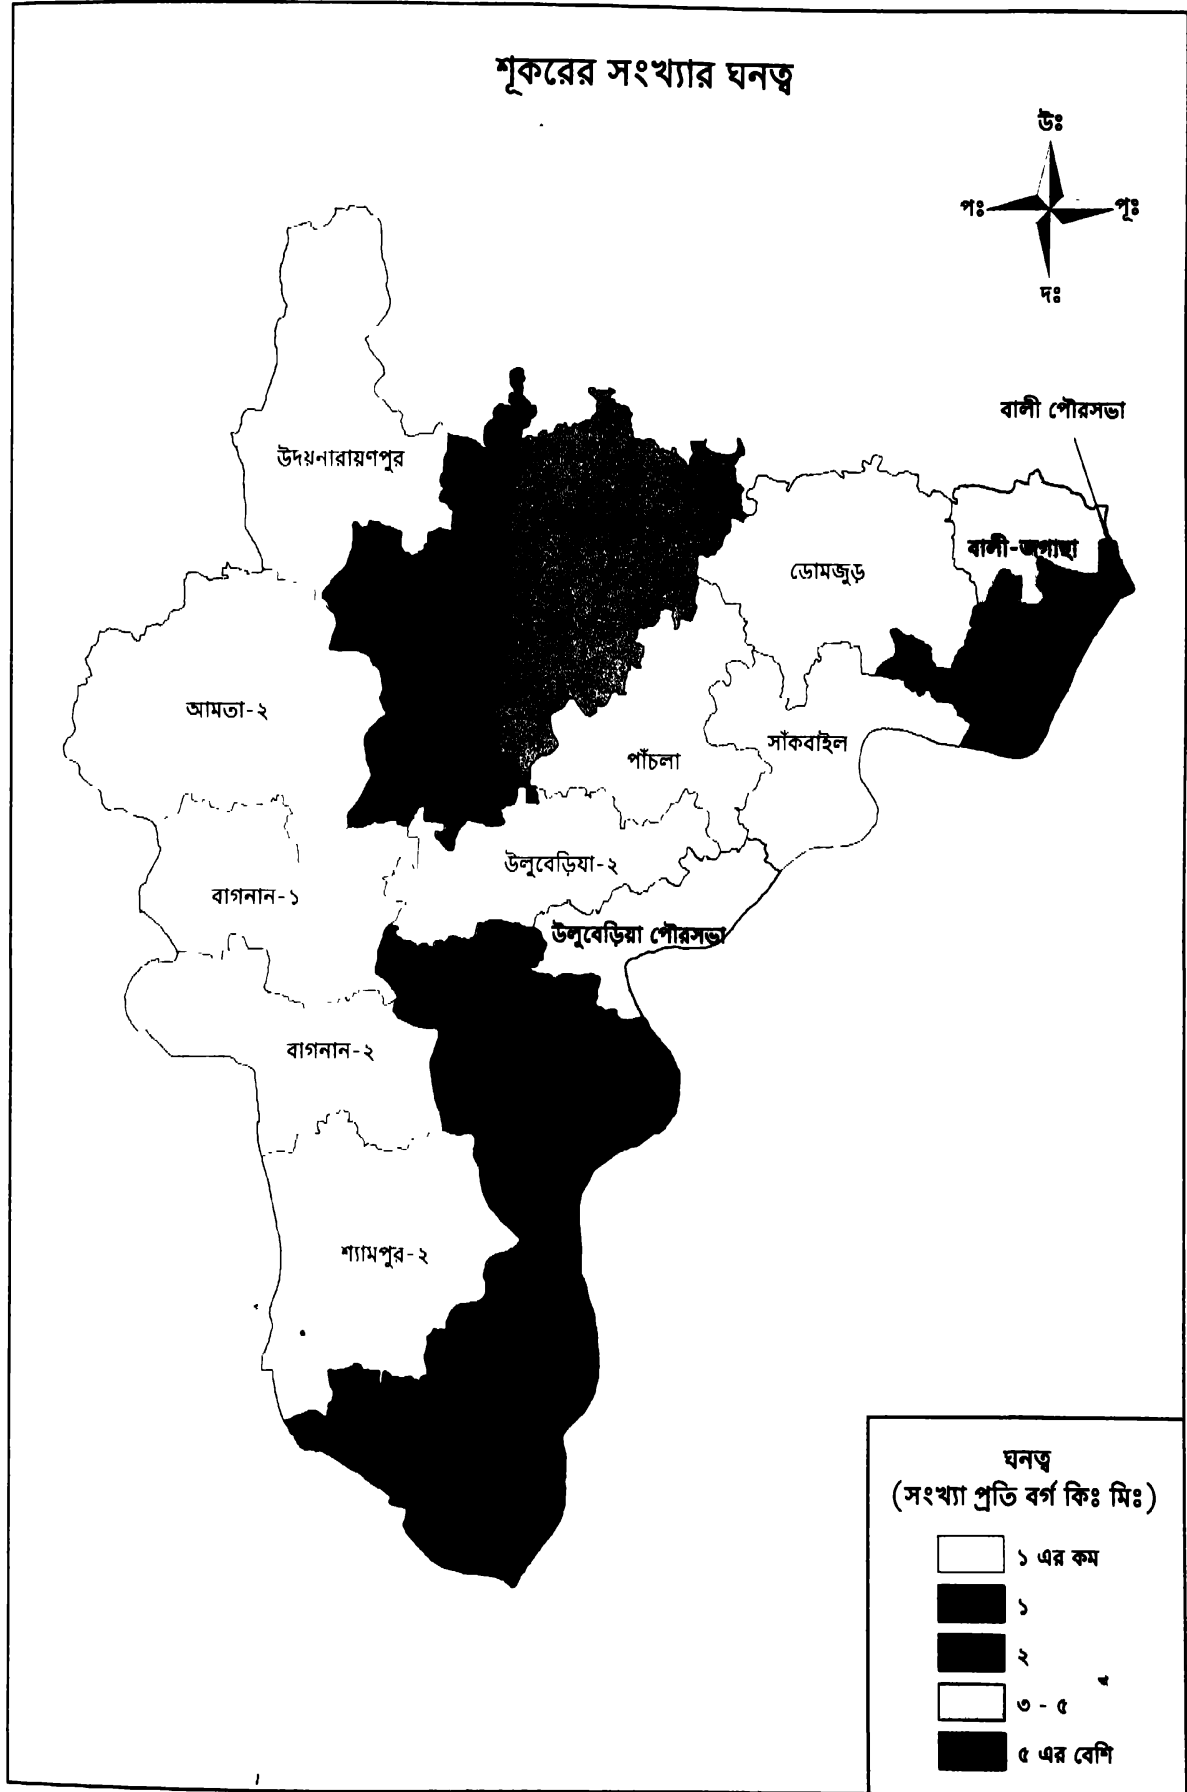 শূকরের সংখ্যার ঘনত্ব
উঃ
পঃ
পূঃ
দঃ
বালী পৌরসভা
উদয়নারায়ণপুর
বালী-জগাছা
ডোমজুড়
আমতা-২
সাঁকবাইল
পাঁচলা
উলুবেড়িযা-২
বাগনান-১
উলুবেড়িয়া পৌরসভা
বাগনান-২
শ্যামপুর-২
ঘনত্ব
(সংখ্যা প্রতি বর্গ কিঃ মিঃ)
১ এর কম
১
২
৩ - ৫
৫ এর বেশি